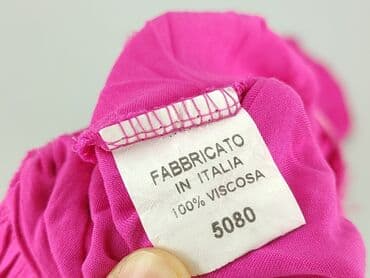 FABBRICATO
IN ITALIA
100% VISCOSA
5080